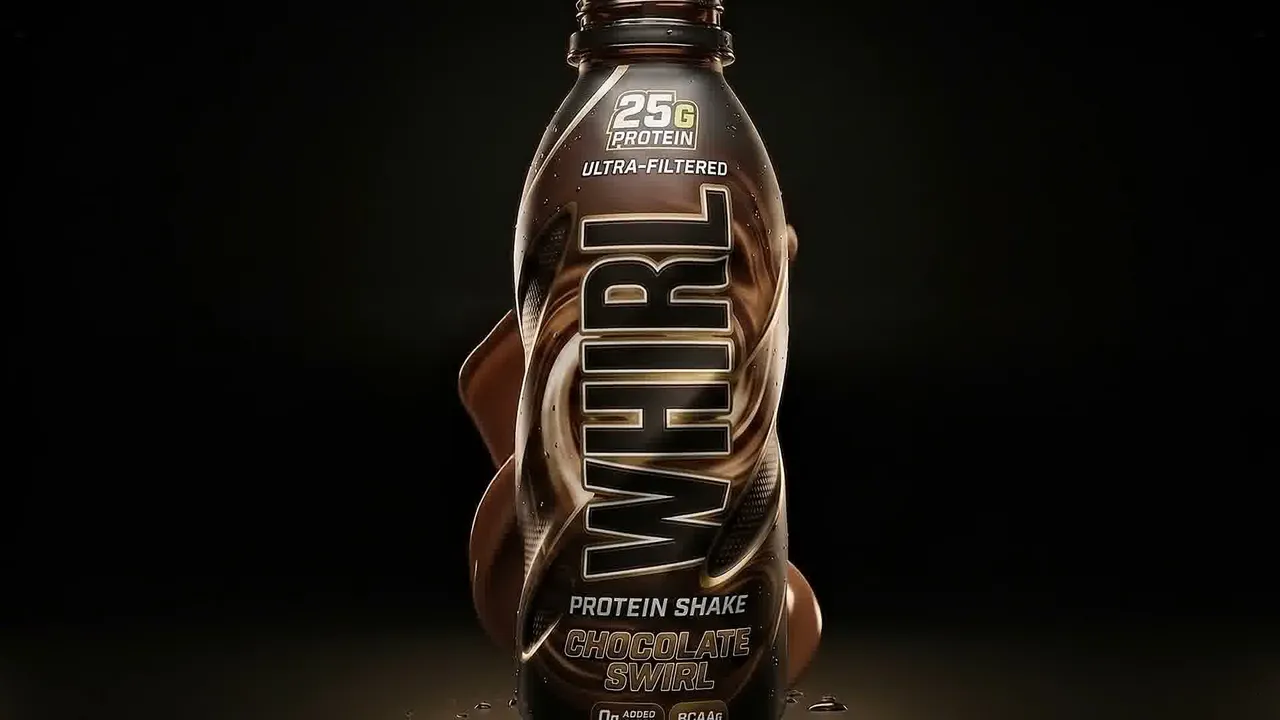 25G
PROTEIN
ULTRA-FILTERED
WHIRL
PROTEIN SHAKE
CHOCOLATE
SWIRL
0g ADDED
BCAAs